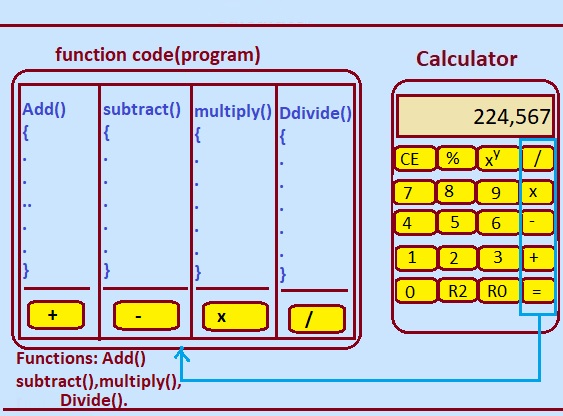 function code(program)
Calculator
Add() subtract() multiply() Ddivide()
{ { { {
. . . .
. . . .
.. . . .
. . . .
. . . .
} } } }
+ - x /
Functions: Add()
subtract(),multiply(),
Divide().
224,567
CE % xʸ /
7 8 9 x
4 5 6 -
1 2 3 +
0 R2 R0 =